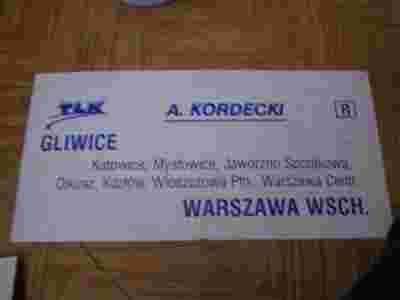 TLK A. KORDECKI R
GLIWICE
Katowice, Mysłowice, Jaworzno Szczakowa,
Olkusz, Kozłów, Włoszczowa Płn., Warszawa Centr.
WARSZAWA WSCH.